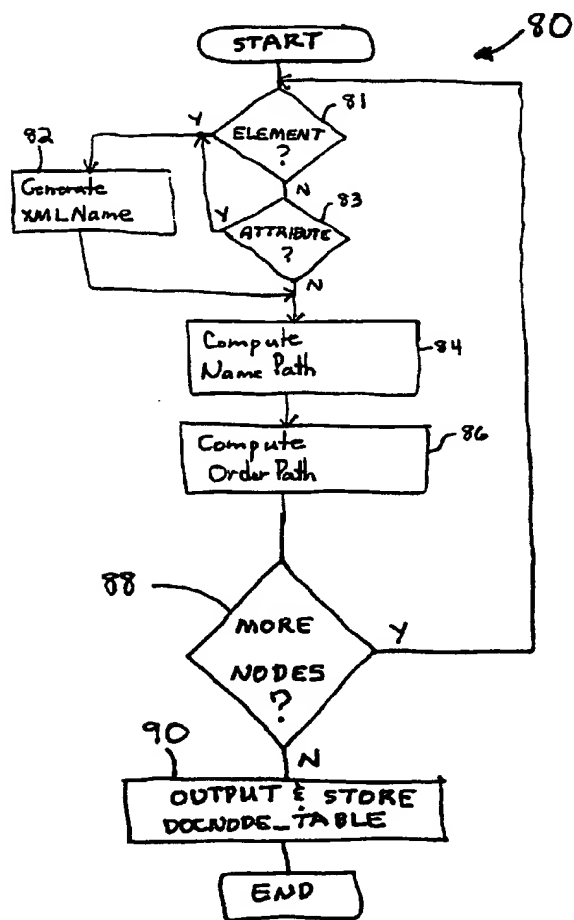 START
80
81
ELEMENT
?
Y
82
Generate
XMLName
N
83
Y
ATTRIBUTE
?
N
Compute
Name Path
84
Compute
Order Path
86
88
MORE
NODES
?
Y
N
90
OUTPUT & STORE
DOCNODE_TABLE
END